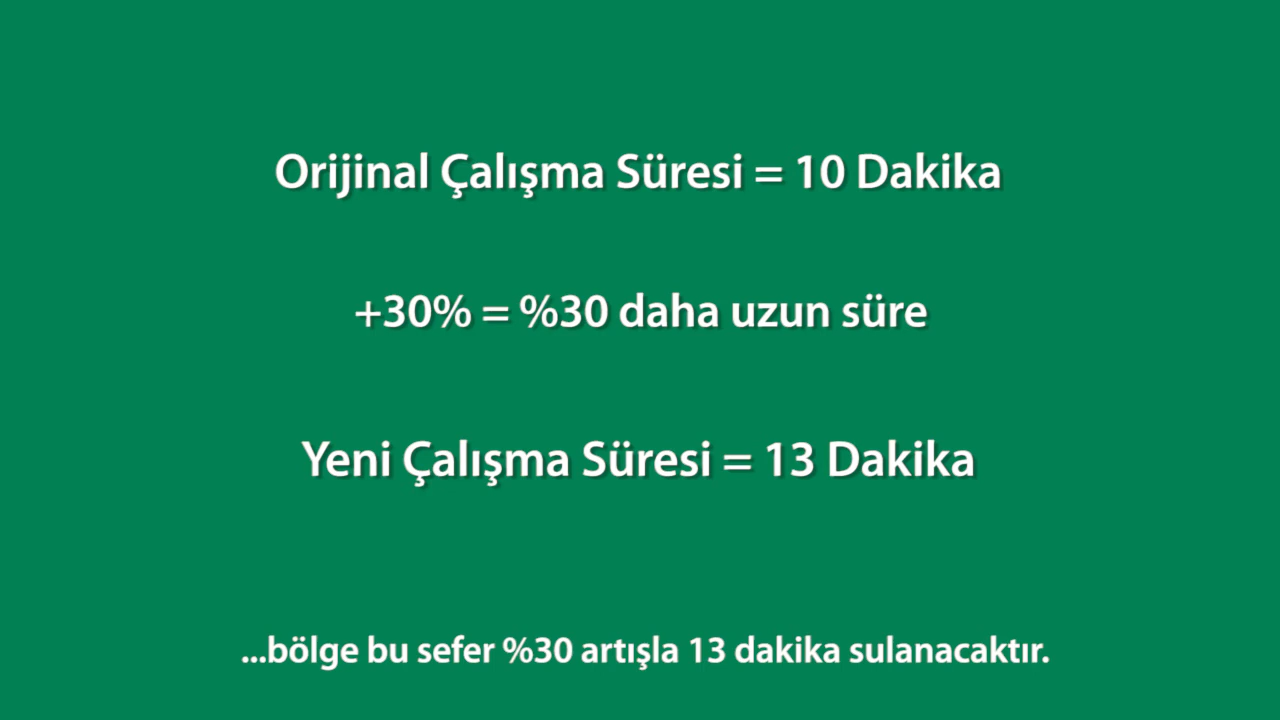 Orijinal Çalışma Süresi = 10 Dakika
+30% = %30 daha uzun süre
Yeni Çalışma Süresi = 13 Dakika
...bölge bu sefer %30 artışla 13 dakika sulanacaktır.